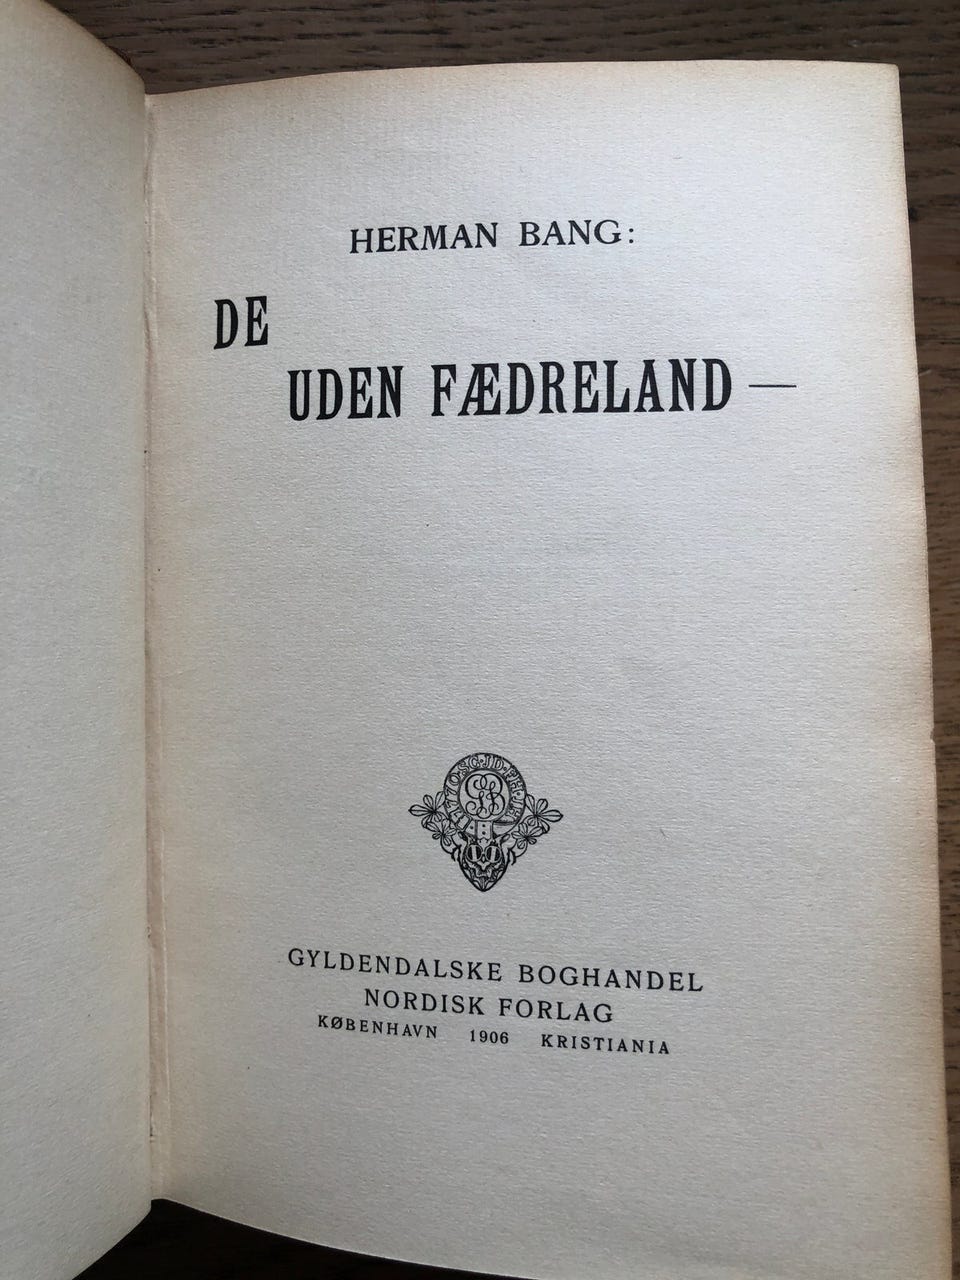 HERMAN BANG:
DE
UDEN FÆDRELAND —
GYLDENDALSKE BOGHANDEL
NORDISK FORLAG
KØBENHAVN 1906 KRISTIANIA